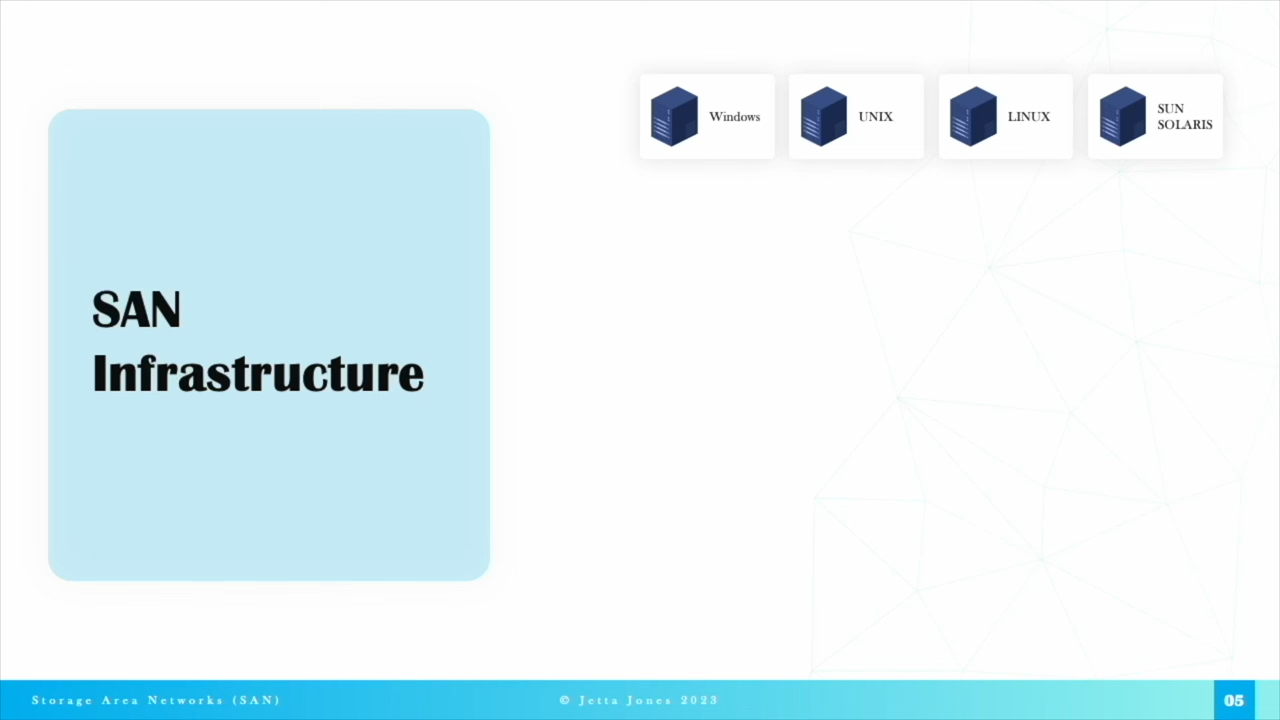 Windows
UNIX
LINUX
SUN
SOLARIS
SAN
Infrastructure
Storage Area Networks (SAN)
© Jetta Jones 2023
05